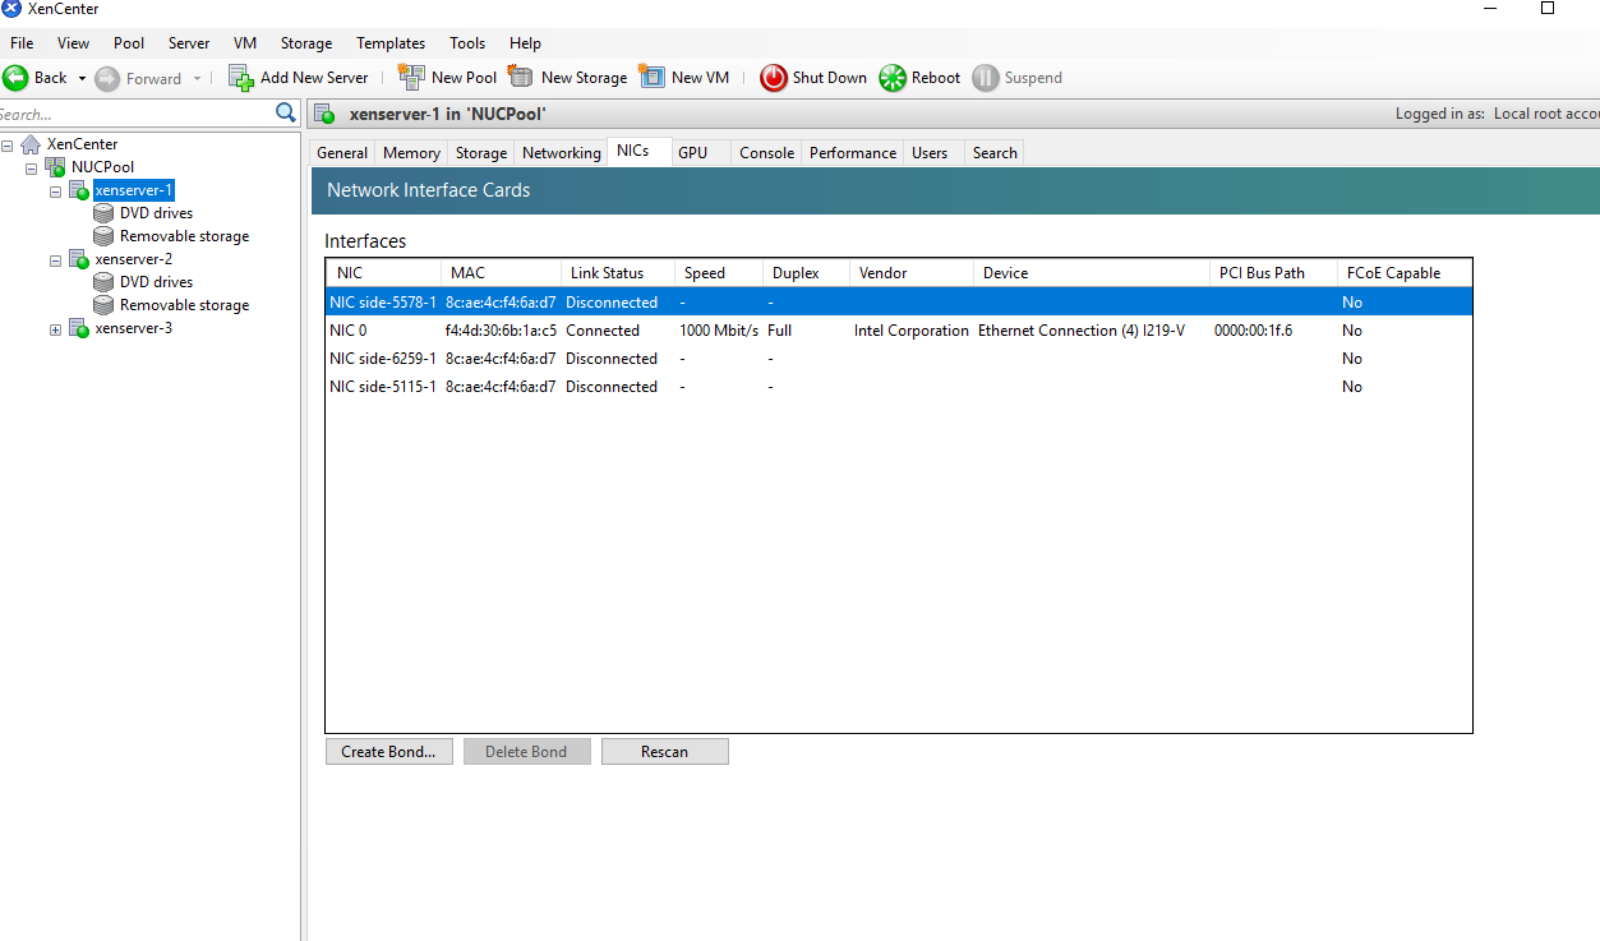 XenCenter
File View Pool Server VM Storage Templates Tools Help
Back Forward Add New Server New Pool New Storage New VM Shut Down Reboot Suspend
Search...
xenserver-1 in 'NUCPool'
Logged in as: Local root accou
XenCenter
NUCPool
xenserver-1
DVD drives
Removable storage
xenserver-2
DVD drives
Removable storage
xenserver-3
General Memory Storage Networking NICs GPU Console Performance Users Search
Network Interface Cards
Interfaces
NIC MAC Link Status Speed Duplex Vendor Device PCI Bus Path FCoE Capable
NIC side-5578-1 8c:ae:4c:f4:6a:d7 Disconnected - - No
NIC 0 f4:4d:30:6b:1a:c5 Connected 1000 Mbit/s Full Intel Corporation Ethernet Connection (4) I219-V 0000:00:1f.6 No
NIC side-6259-1 8c:ae:4c:f4:6a:d7 Disconnected - - No
NIC side-5115-1 8c:ae:4c:f4:6a:d7 Disconnected - - No
Create Bond... Delete Bond Rescan